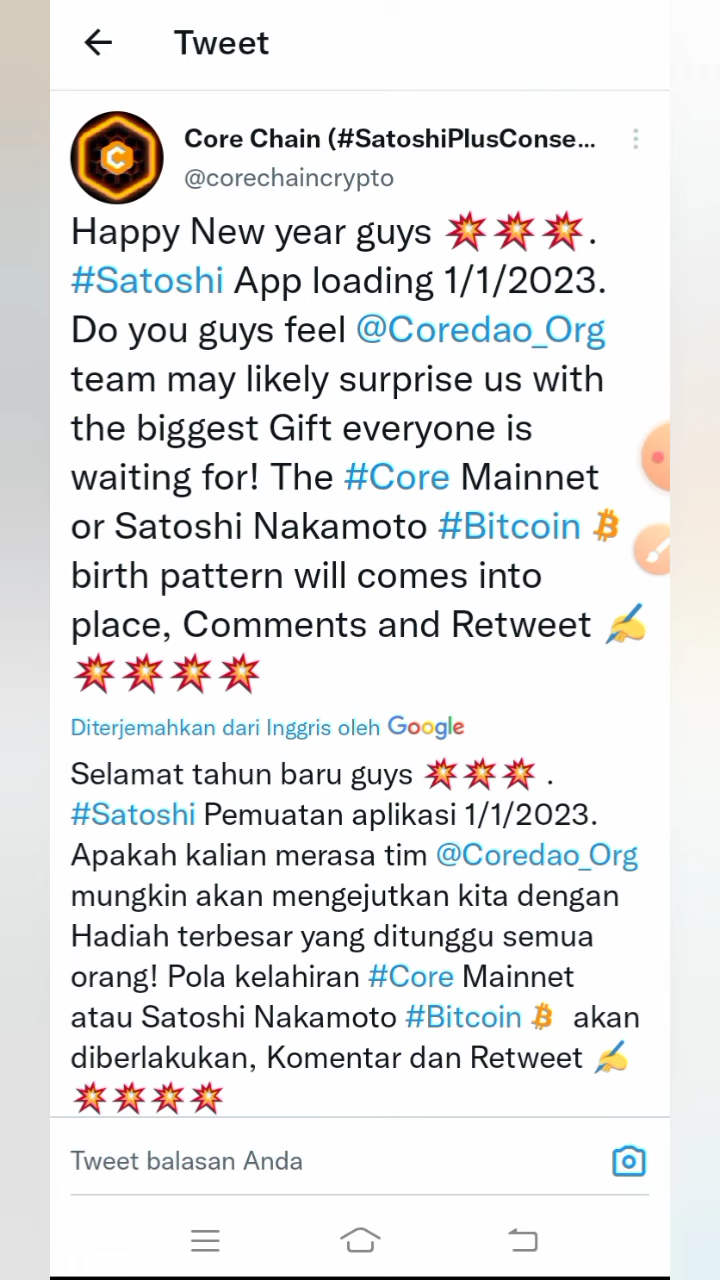 Tweet
Core Chain (#SatoshiPlusConse...
@corechaincrypto
Happy New year guys 💥💥💥.
#Satoshi App loading 1/1/2023.
Do you guys feel @Coredao_Org
team may likely surprise us with
the biggest Gift everyone is
waiting for! The #Core Mainnet
or Satoshi Nakamoto #Bitcoin
birth pattern will comes into
place, Comments and Retweet ✍️
💥💥💥💥
Diterjemahkan dari Inggris oleh Google
Selamat tahun baru guys 💥💥💥 .
#Satoshi Pemuatan aplikasi 1/1/2023.
Apakah kalian merasa tim @Coredao_Org
mungkin akan mengejutkan kita dengan
Hadiah terbesar yang ditunggu semua
orang! Pola kelahiran #Core Mainnet
atau Satoshi Nakamoto #Bitcoin akan
diberlakukan, Komentar dan Retweet ✍️
💥💥💥💥
Tweet balasan Anda